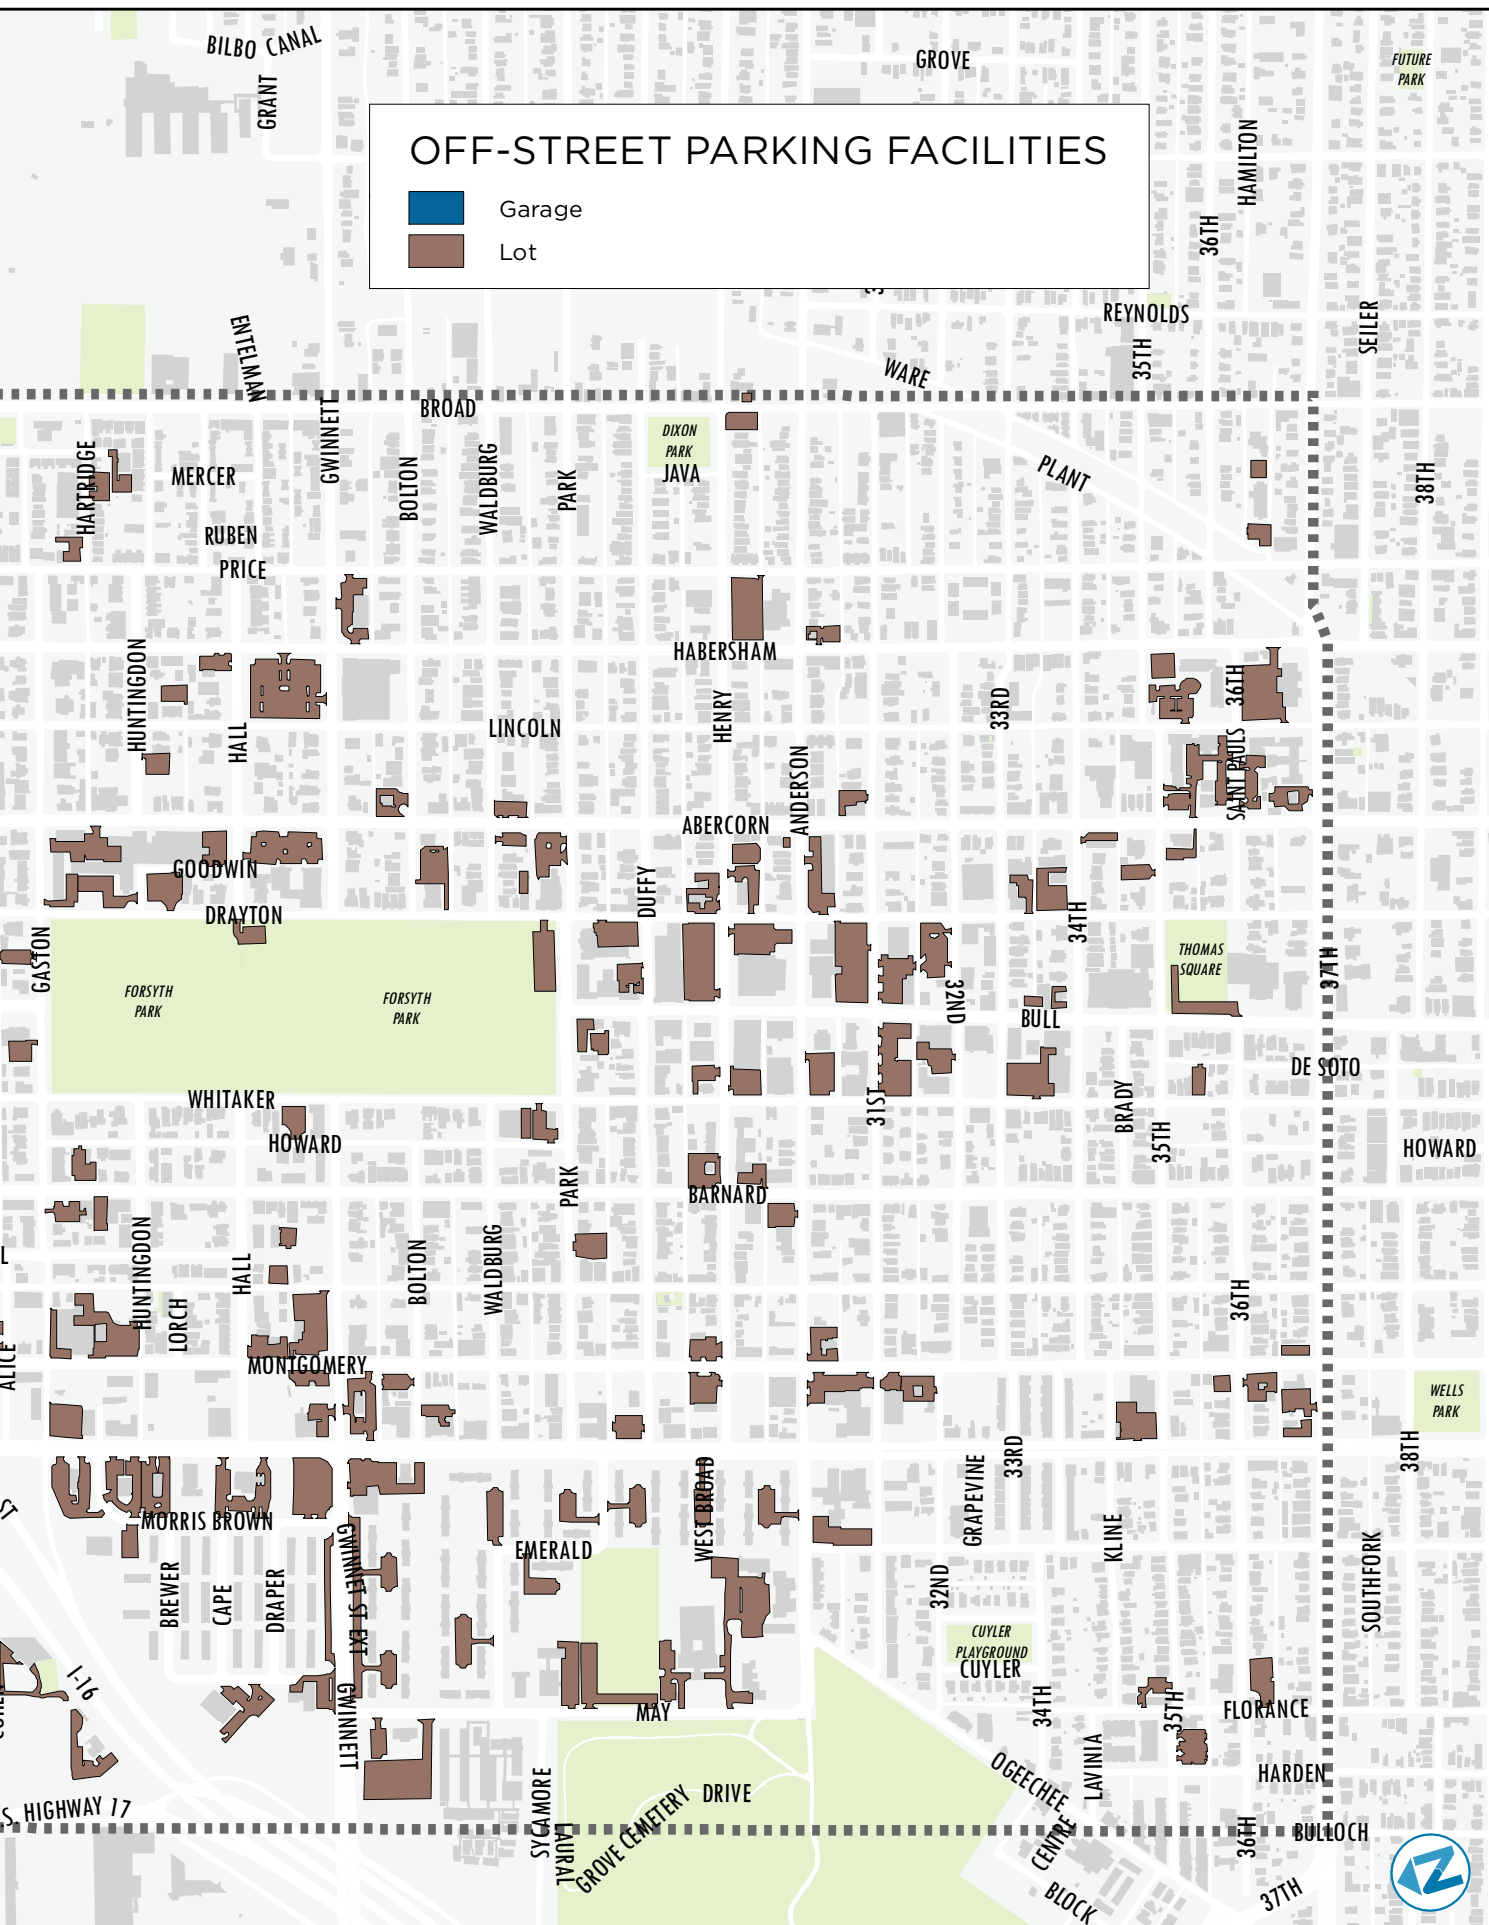 BILBO CANAL
GROVE
FUTURE
PARK
GRANT
OFF-STREET PARKING FACILITIES
Garage
Lot
HAMILTON
36TH
REYNOLDS
SEILER
ENTELMAN
35TH
WARE
BROAD
GWINNETT
DIXON
PARK
JAVA
HARTRIDGE
MERCER
BOLTON
WALDBURG
PARK
PLANT
38TH
RUBEN
PRICE
HABERSHAM
HUNTINGDON
HALL
LINCOLN
HENRY
33RD
36TH
ANDERSON
SAINT PAULS
ABERCORN
GOODWIN
DUFFY
DRAYTON
34TH
GASTON
THOMAS
SQUARE
37TH
FORSYTH
PARK
FORSYTH
PARK
32ND
BULL
DE SOTO
WHITAKER
31ST
BRADY
HOWARD
35TH
HOWARD
PARK
BARNARD
HUNTINGDON
HALL
BOLTON
WALDBURG
L
LORCH
36TH
ALICE
MONTGOMERY
WELLS
PARK
38TH
33RD
GRAPEVINE
WEST BROAD
ST
MORRIS BROWN
KLINE
EMERALD
GWINNET ST EXT
BREWER
CAPE
DRAPER
32ND
SOUTHFORK
CUYLER
PLAYGROUND
CUYLER
I-16
GWINNETT
MAY
34TH
35TH
FLORANCE
LAVINIA
OGEECHEE
HARDEN
DRIVE
S. HIGHWAY 17
SYCAMORE
LAURAL
GROVE CEMETERY
CENTRE
36TH
BULLOCH
BLOCK
37TH
Z